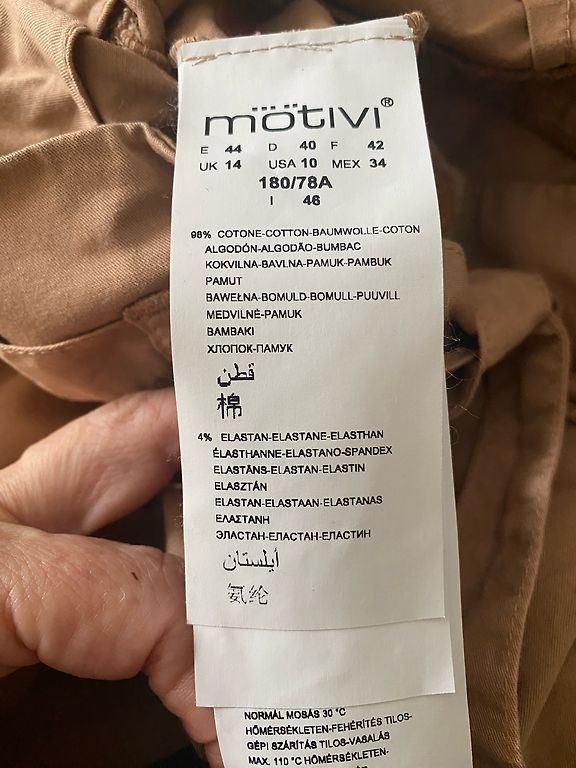 mötivi®
E 44 D 40 F 42
UK 14 USA 10 MEX 34
180/78A
I 46
96% COTONE-COTTON-BAUMWOLLE-COTON
ALGODÓN-ALGODÃO-BUMBAC
KOKVILNA-BAVLNA-PAMUK-PAMBUK
PAMUT
BAWEŁNA-BOMULD-BOMULL-PUUVILL
MEDVILNĖ-PAMUK
BAMBAKI
ХЛОПОК-ПАМУК
قطن
棉
4% ELASTAN-ELASTANE-ELASTHAN
ÉLASTHANNE-ELASTANO-SPANDEX
ELASTĀNS-ELASTAN-ELASTIN
ELASZTÁN
ELASTAN-ELASTAAN-ELASTANAS
ΕΛΑΣΤΑΝΗ
ЭЛАСТАН-ЕЛАСТАН-ЕЛАСТИН
أيلستان
氨纶
NORMÁL MOSÁS 30 °C
HŐMÉRSÉKLETEN-FEHÉRÍTÉS TILOS-
GÉPI SZÁRÍTÁS TILOS-VASALÁS
MAX. 110 °C HŐMÉRSÉKLETEN-